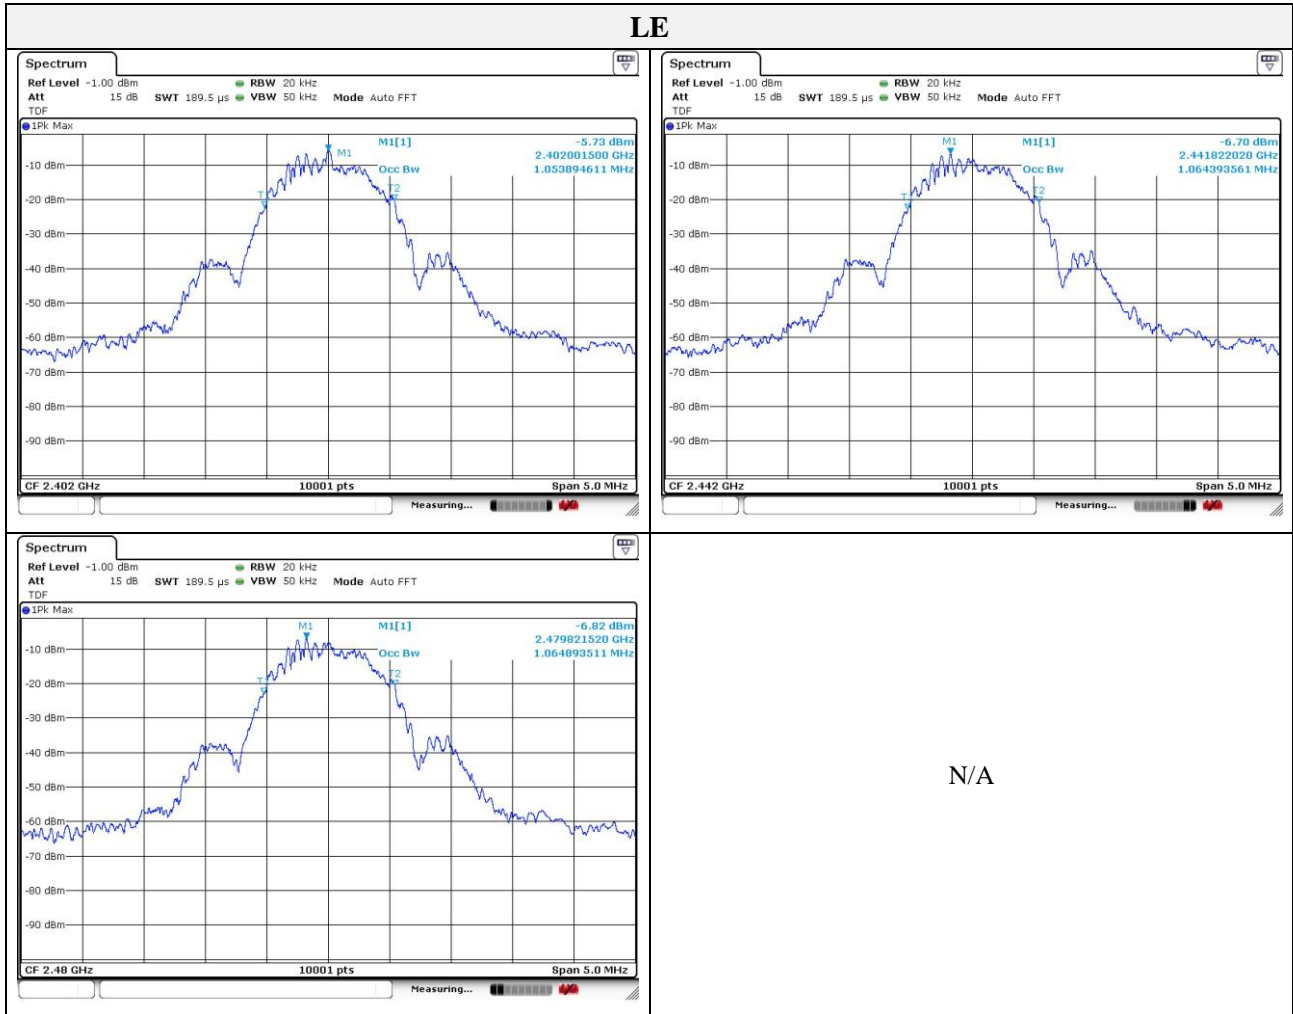 LE
Spectrum
Ref Level -1.00 dBm RBW 20 kHz
Att 15 dB SWT 189.5 µs VBW 50 kHz Mode Auto FFT
TDF
1Pk Max
M1[1] -5.73 dBm
2.402001500 GHz
Occ Bw 1.053894611 MHz
M1
T1
T2
-10 dBm
-20 dBm
-30 dBm
-40 dBm
-50 dBm
-60 dBm
-70 dBm
-80 dBm
-90 dBm
CF 2.402 GHz 10001 pts Span 5.0 MHz
Measuring...
Spectrum
Ref Level -1.00 dBm RBW 20 kHz
Att 15 dB SWT 189.5 µs VBW 50 kHz Mode Auto FFT
TDF
1Pk Max
M1 M1[1] -6.70 dBm
2.441822020 GHz
Occ Bw 1.064393561 MHz
T2
-10 dBm
-20 dBm
-30 dBm
-40 dBm
-50 dBm
-60 dBm
-70 dBm
-80 dBm
-90 dBm
CF 2.442 GHz 10001 pts Span 5.0 MHz
Measuring...
Spectrum
Ref Level -1.00 dBm RBW 20 kHz
Att 15 dB SWT 189.5 µs VBW 50 kHz Mode Auto FFT
TDF
1Pk Max
M1 M1[1] -6.82 dBm
2.479821520 GHz
Occ Bw 1.064893511 MHz
T2
-10 dBm
-20 dBm
-30 dBm
-40 dBm
-50 dBm
-60 dBm
-70 dBm
-80 dBm
-90 dBm
CF 2.48 GHz 10001 pts Span 5.0 MHz
Measuring...
N/A